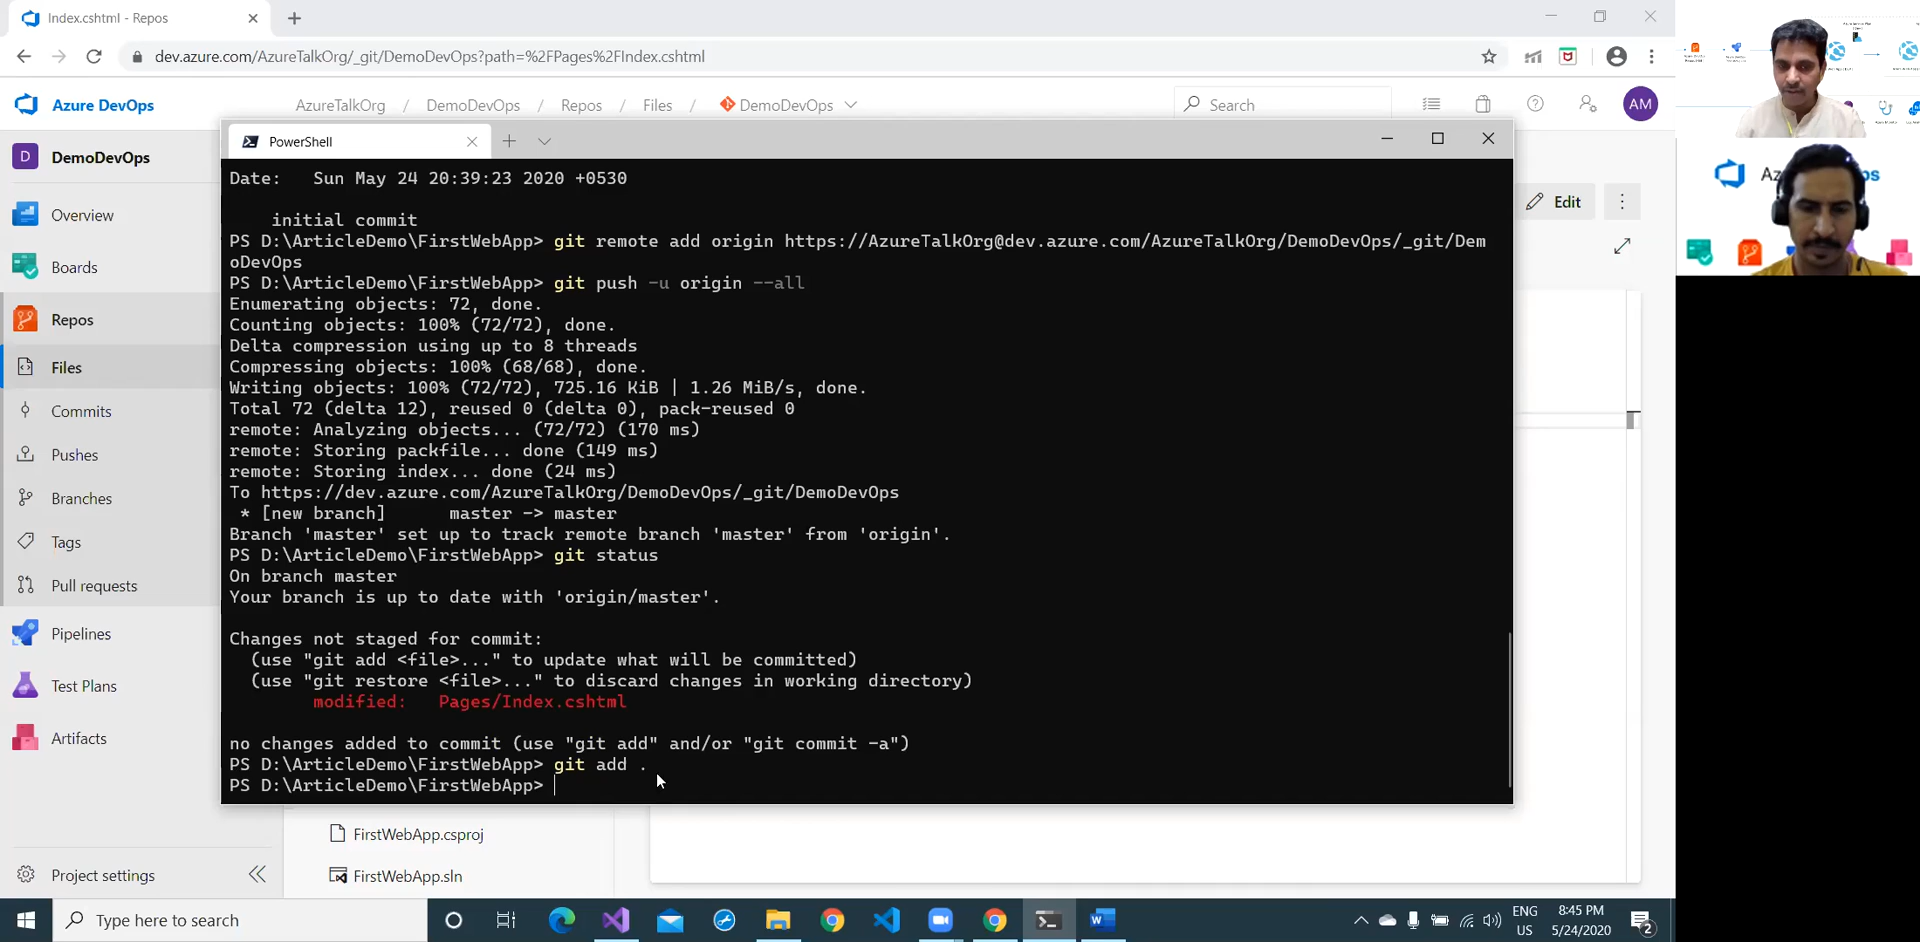 Index.cshtml - Repos
dev.azure.com/AzureTalkOrg/_git/DemoDevOps?path=%2FPages%2FIndex.cshtml
Azure DevOps
AzureTalkOrg / DemoDevOps / Repos / Files / DemoDevOps
Search
AM
D DemoDevOps
Overview
Boards
Repos
Files
Commits
Pushes
Branches
Tags
Pull requests
Pipelines
Test Plans
Artifacts
Project settings
Edit
PowerShell
Date:   Sun May 24 20:39:23 2020 +0530
initial commit
PS D:\ArticleDemo\FirstWebApp> git remote add origin https://AzureTalkOrg@dev.azure.com/AzureTalkOrg/DemoDevOps/_git/Dem
oDevOps
PS D:\ArticleDemo\FirstWebApp> git push -u origin --all
Enumerating objects: 72, done.
Counting objects: 100% (72/72), done.
Delta compression using up to 8 threads
Compressing objects: 100% (68/68), done.
Writing objects: 100% (72/72), 725.16 KiB | 1.26 MiB/s, done.
Total 72 (delta 12), reused 0 (delta 0), pack-reused 0
remote: Analyzing objects... (72/72) (170 ms)
remote: Storing packfile... done (149 ms)
remote: Storing index... done (24 ms)
To https://dev.azure.com/AzureTalkOrg/DemoDevOps/_git/DemoDevOps
* [new branch]      master -> master
Branch 'master' set up to track remote branch 'master' from 'origin'.
PS D:\ArticleDemo\FirstWebApp> git status
On branch master
Your branch is up to date with 'origin/master'.
Changes not staged for commit:
(use "git add <file>..." to update what will be committed)
(use "git restore <file>..." to discard changes in working directory)
modified:   Pages/Index.cshtml
no changes added to commit (use "git add" and/or "git commit -a")
PS D:\ArticleDemo\FirstWebApp> git add .
PS D:\ArticleDemo\FirstWebApp>
FirstWebApp.csproj
FirstWebApp.sln
Type here to search
ENG
US
8:45 PM
5/24/2020
2